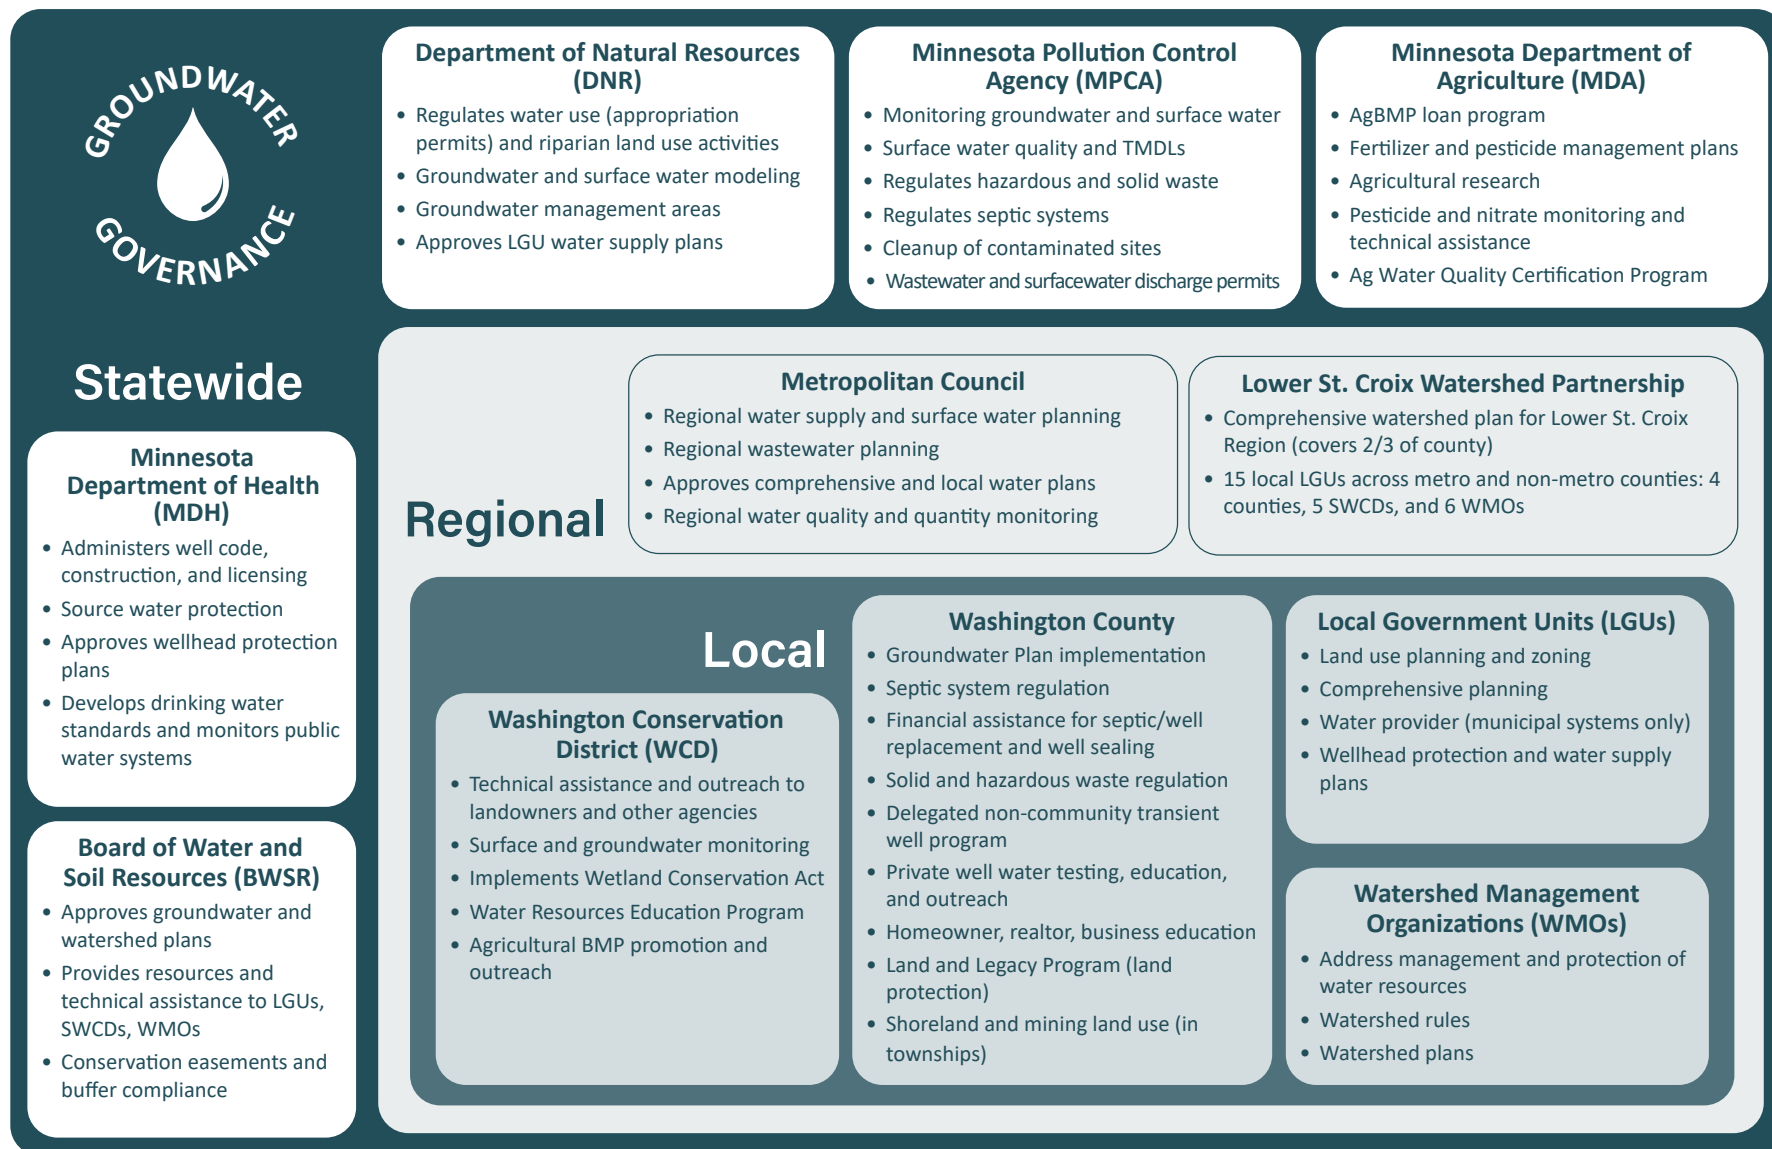 GROUNDWATER
GOVERNANCE
Department of Natural Resources
(DNR)
• Regulates water use (appropriation
permits) and riparian land use activities
• Groundwater and surface water modeling
• Groundwater management areas
• Approves LGU water supply plans
Minnesota Pollution Control
Agency (MPCA)
• Monitoring groundwater and surface water
• Surface water quality and TMDLs
• Regulates hazardous and solid waste
• Regulates septic systems
• Cleanup of contaminated sites
• Wastewater and surfacewater discharge permits
Minnesota Department of
Agriculture (MDA)
• AgBMP loan program
• Fertilizer and pesticide management plans
• Agricultural research
• Pesticide and nitrate monitoring and
technical assistance
• Ag Water Quality Certification Program
Statewide
Minnesota
Department of Health
(MDH)
• Administers well code,
construction, and licensing
• Source water protection
• Approves wellhead protection
plans
• Develops drinking water
standards and monitors public
water systems
Board of Water and
Soil Resources (BWSR)
• Approves groundwater and
watershed plans
• Provides resources and
technical assistance to LGUs,
SWCDs, WMOs
• Conservation easements and
buffer compliance
Regional
Metropolitan Council
• Regional water supply and surface water planning
• Regional wastewater planning
• Approves comprehensive and local water plans
• Regional water quality and quantity monitoring
Lower St. Croix Watershed Partnership
• Comprehensive watershed plan for Lower St. Croix
Region (covers 2/3 of county)
• 15 local LGUs across metro and non-metro counties: 4
counties, 5 SWCDs, and 6 WMOs
Local
Washington Conservation
District (WCD)
• Technical assistance and outreach to
landowners and other agencies
• Surface and groundwater monitoring
• Implements Wetland Conservation Act
• Water Resources Education Program
• Agricultural BMP promotion and
outreach
Washington County
• Groundwater Plan implementation
• Septic system regulation
• Financial assistance for septic/well
replacement and well sealing
• Solid and hazardous waste regulation
• Delegated non-community transient
well program
• Private well water testing, education,
and outreach
• Homeowner, realtor, business education
• Land and Legacy Program (land
protection)
• Shoreland and mining land use (in
townships)
Local Government Units (LGUs)
• Land use planning and zoning
• Comprehensive planning
• Water provider (municipal systems only)
• Wellhead protection and water supply
plans
Watershed Management
Organizations (WMOs)
• Address management and protection of
water resources
• Watershed rules
• Watershed plans